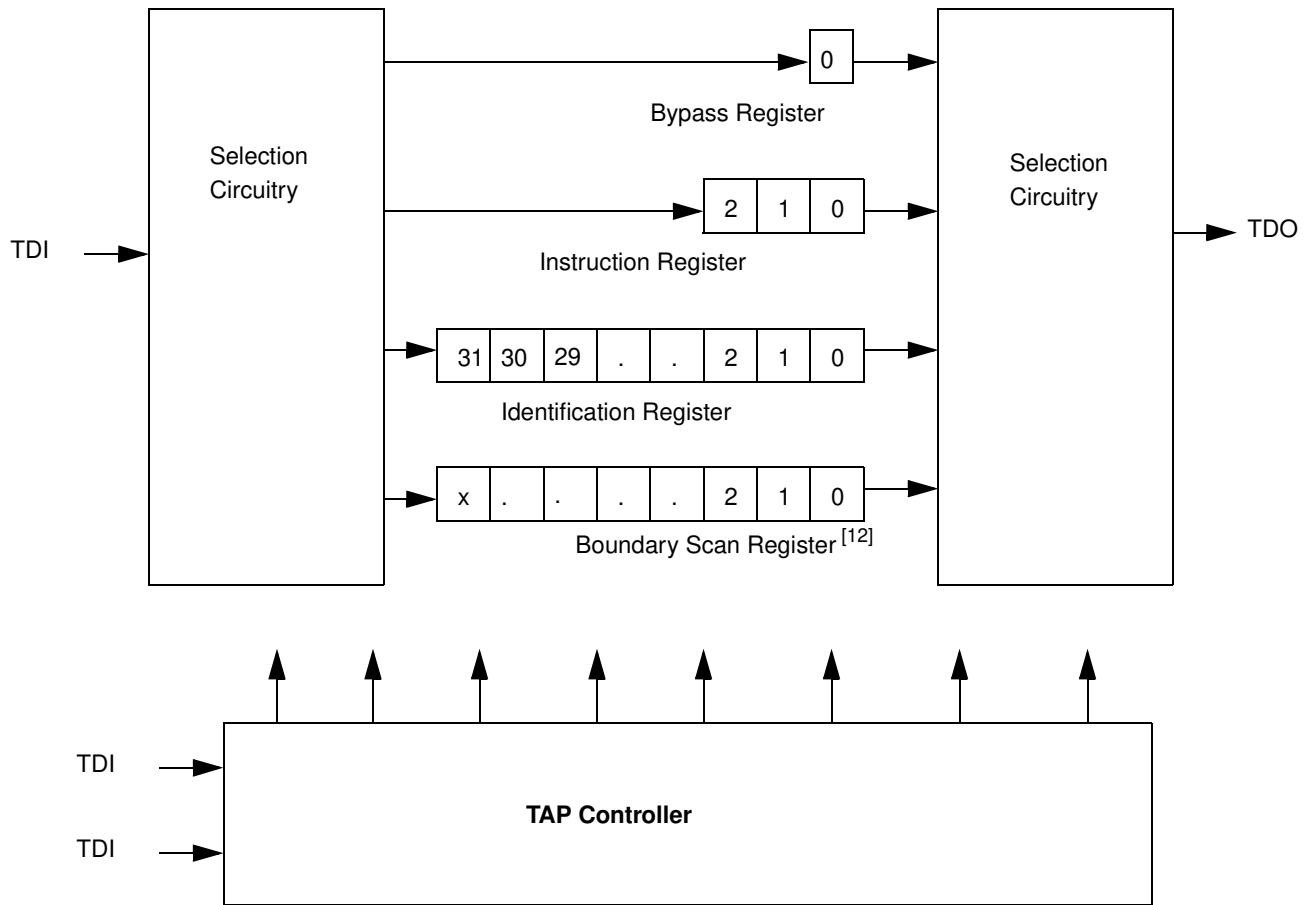 0
Bypass Register
Selection
Circuitry
Selection
Circuitry
2 1 0
TDI
TDO
Instruction Register
31 30 29 . . 2 1 0
Identification Register
x . . . . 2 1 0
Boundary Scan Register [12]
TDI
TAP Controller
TDI